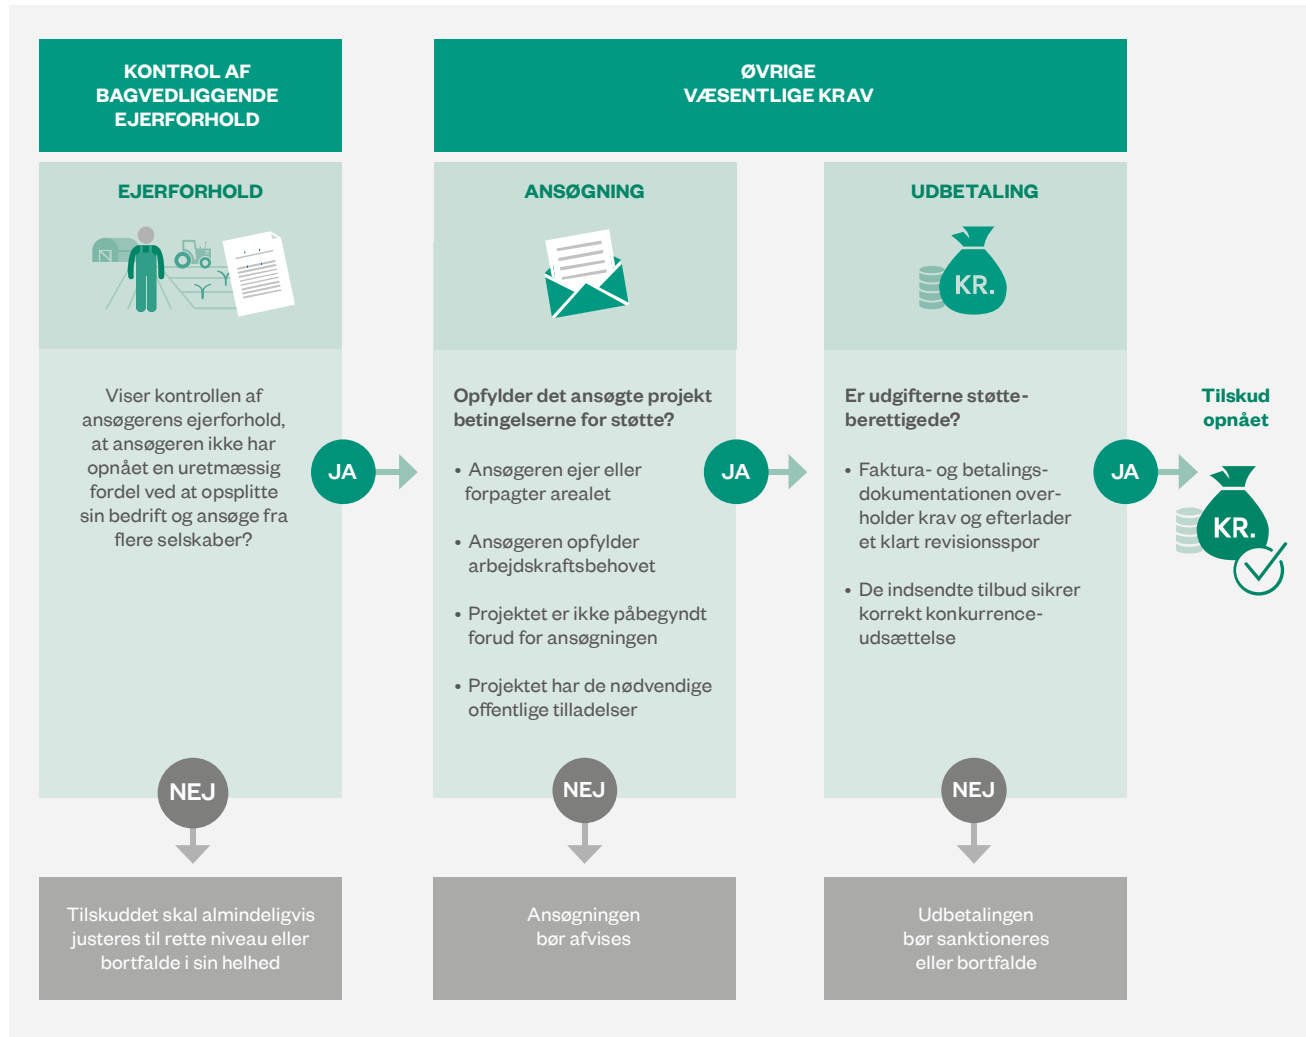 KONTROL AF
BAGVEDLIGGENDE
EJERFORHOLD
ØVRIGE
VÆSENTLIGE KRAV
EJERFORHOLD
Viser kontrollen af
ansøgerens ejerforhold,
at ansøgeren ikke har
opnået en uretmæssig
fordel ved at opsplitte
sin bedrift og ansøge fra
flere selskaber?
JA
NEJ
Tilskuddet skal almindeligvis
justeres til rette niveau eller
bortfalde i sin helhed
ANSØGNING
Opfylder det ansøgte projekt
betingelserne for støtte?
• Ansøgeren ejer eller
forpagter arealet
• Ansøgeren opfylder
arbejdskraftsbehovet
• Projektet er ikke påbegyndt
forud for ansøgningen
• Projektet har de nødvendige
offentlige tilladelser
JA
NEJ
Ansøgningen
bør afvises
UDBETALING
KR.
Er udgifterne støtte-
berettigede?
• Faktura- og betalings-
dokumentationen over-
holder krav og efterlader
et klart revisionsspor
• De indsendte tilbud sikrer
korrekt konkurrence-
udsættelse
JA
NEJ
Udbetalingen
bør sanktioneres
eller bortfalde
Tilskud
opnået
KR.